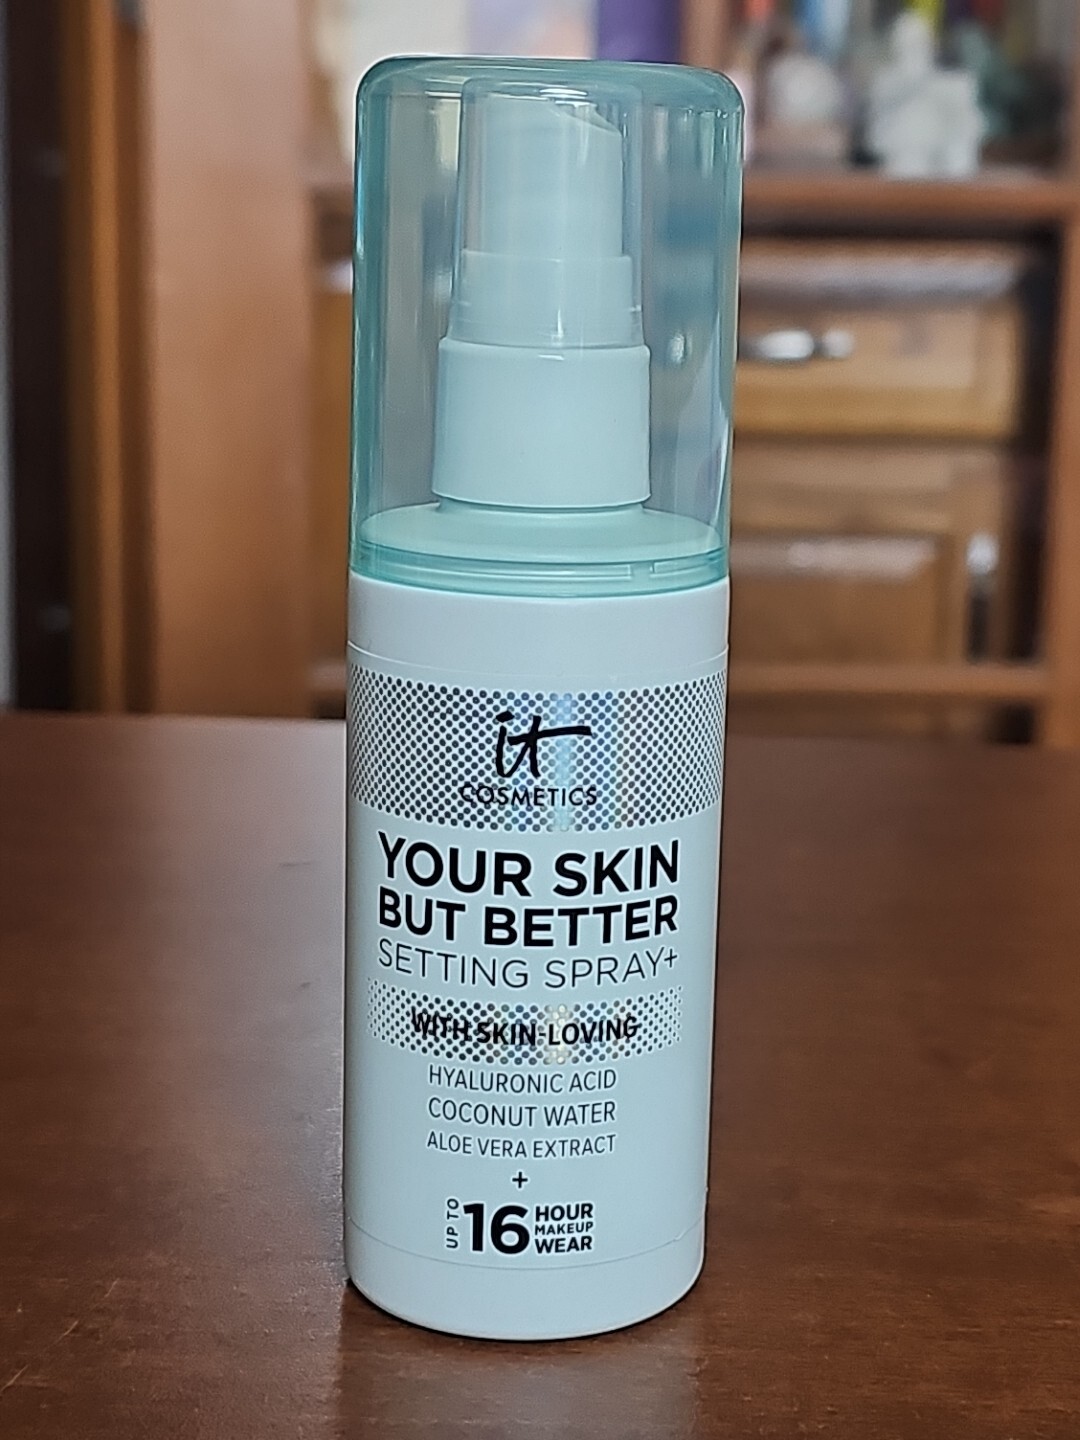 it
COSMETICS
YOUR SKIN
BUT BETTER
SETTING SPRAY+
WITH SKIN-LOVING
HYALURONIC ACID
COCONUT WATER
ALOE VERA EXTRACT
+
UP TO 16 HOUR
MAKEUP
WEAR